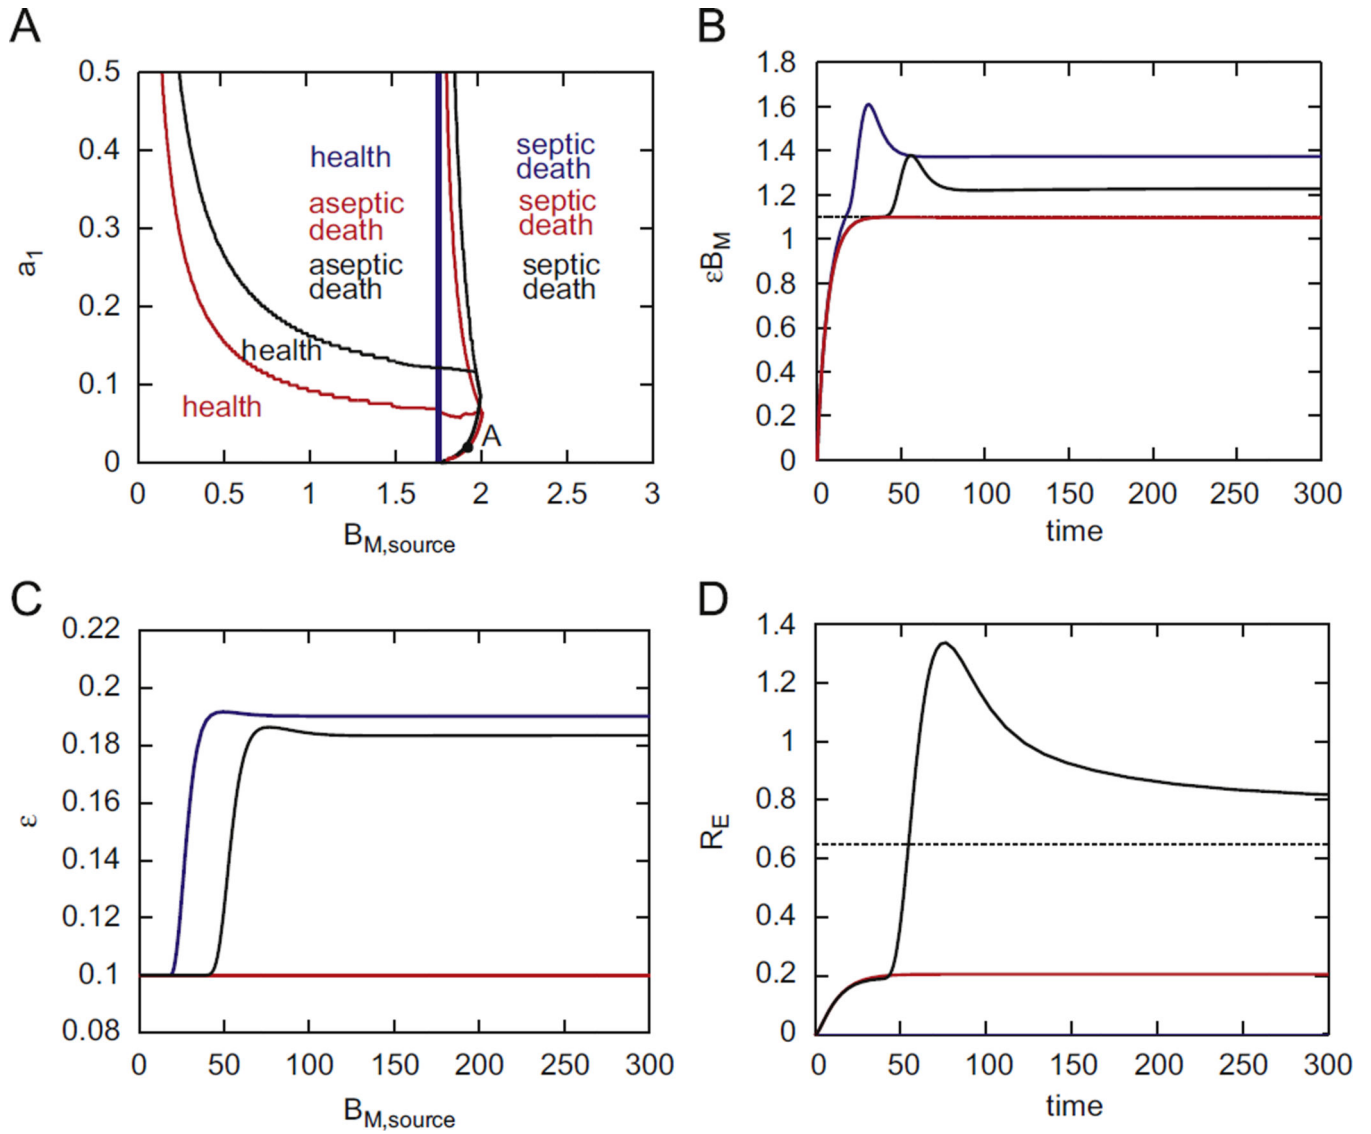 A
0.5
0.4
0.3
0.2
0.1
0
a1
health
aseptic
death
aseptic
death
septic
death
septic
death
septic
death
health
health
A
0 0.5 1 1.5 2 2.5 3
BM,source
B
1.8
1.6
1.4
1.2
1
0.8
0.6
0.4
0.2
0
εBM
0 50 100 150 200 250 300
time
C
0.22
0.2
0.18
0.16
0.14
0.12
0.1
0.08
ε
0 50 100 150 200 250 300
BM,source
D
1.4
1.2
1
0.8
0.6
0.4
0.2
0
RE
0 50 100 150 200 250 300
time